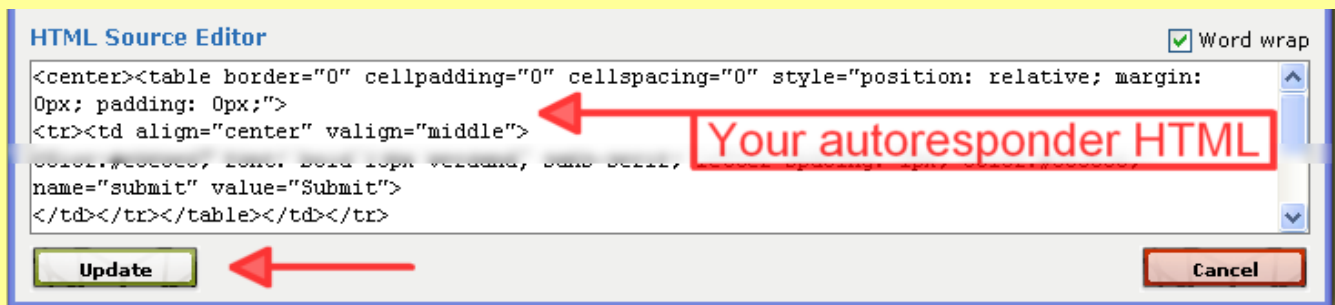 HTML Source Editor
Word wrap
<center><table border="0" cellpadding="0" cellspacing="0" style="position: relative; margin:
0px; padding: 0px;">
<tr><td align="center" valign="middle">
Your autoresponder HTML
name="submit" value="Submit">
</td></tr></table></td></tr>
Update
Cancel